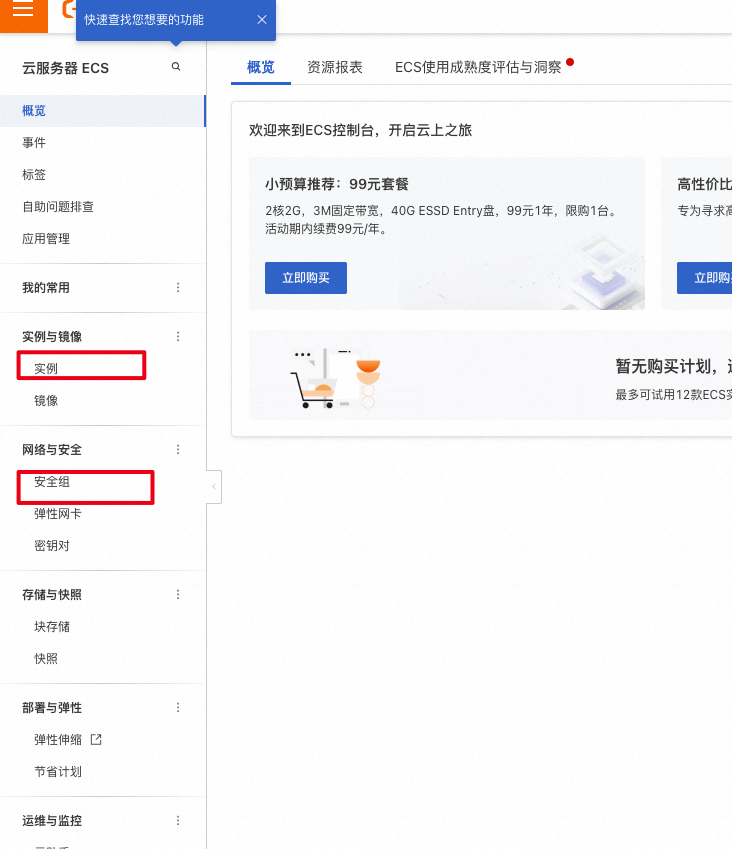 快速查找您想要的功能
云服务器 ECS
概览
事件
标签
自助问题排查
应用管理
我的常用
实例与镜像
实例
镜像
网络与安全
安全组
弹性网卡
密钥对
存储与快照
块存储
快照
部署与弹性
弹性伸缩
节省计划
运维与监控
概览 资源报表 ECS使用成熟度评估与洞察
欢迎来到ECS控制台，开启云上之旅
小预算推荐：99元套餐
2核2G，3M固定带宽，40G ESSD Entry盘，99元1年，限购1台。
活动期内续费99元/年。
立即购买
高性价比
专为寻求高
立即购
暂无购买计划，
最多可试用12款ECS实